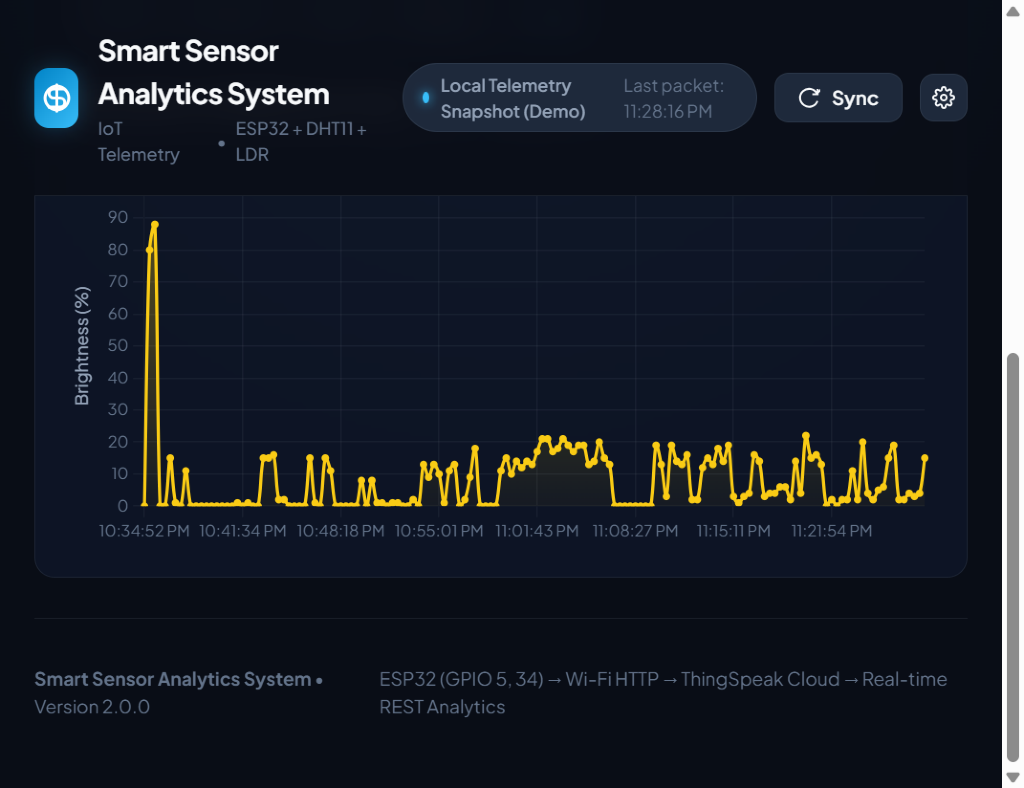 Smart Sensor
Analytics System
IoT
Telemetry
•
ESP32 + DHT11 +
LDR
Local Telemetry
Snapshot (Demo)
Last packet:
11:28:16 PM
Sync
Brightness (%)
90
80
70
60
50
40
30
20
10
0
10:34:52 PM 10:41:34 PM 10:48:18 PM 10:55:01 PM 11:01:43 PM 11:08:27 PM 11:15:11 PM 11:21:54 PM
Smart Sensor Analytics System •
Version 2.0.0
ESP32 (GPIO 5, 34) → Wi-Fi HTTP → ThingSpeak Cloud → Real-time
REST Analytics